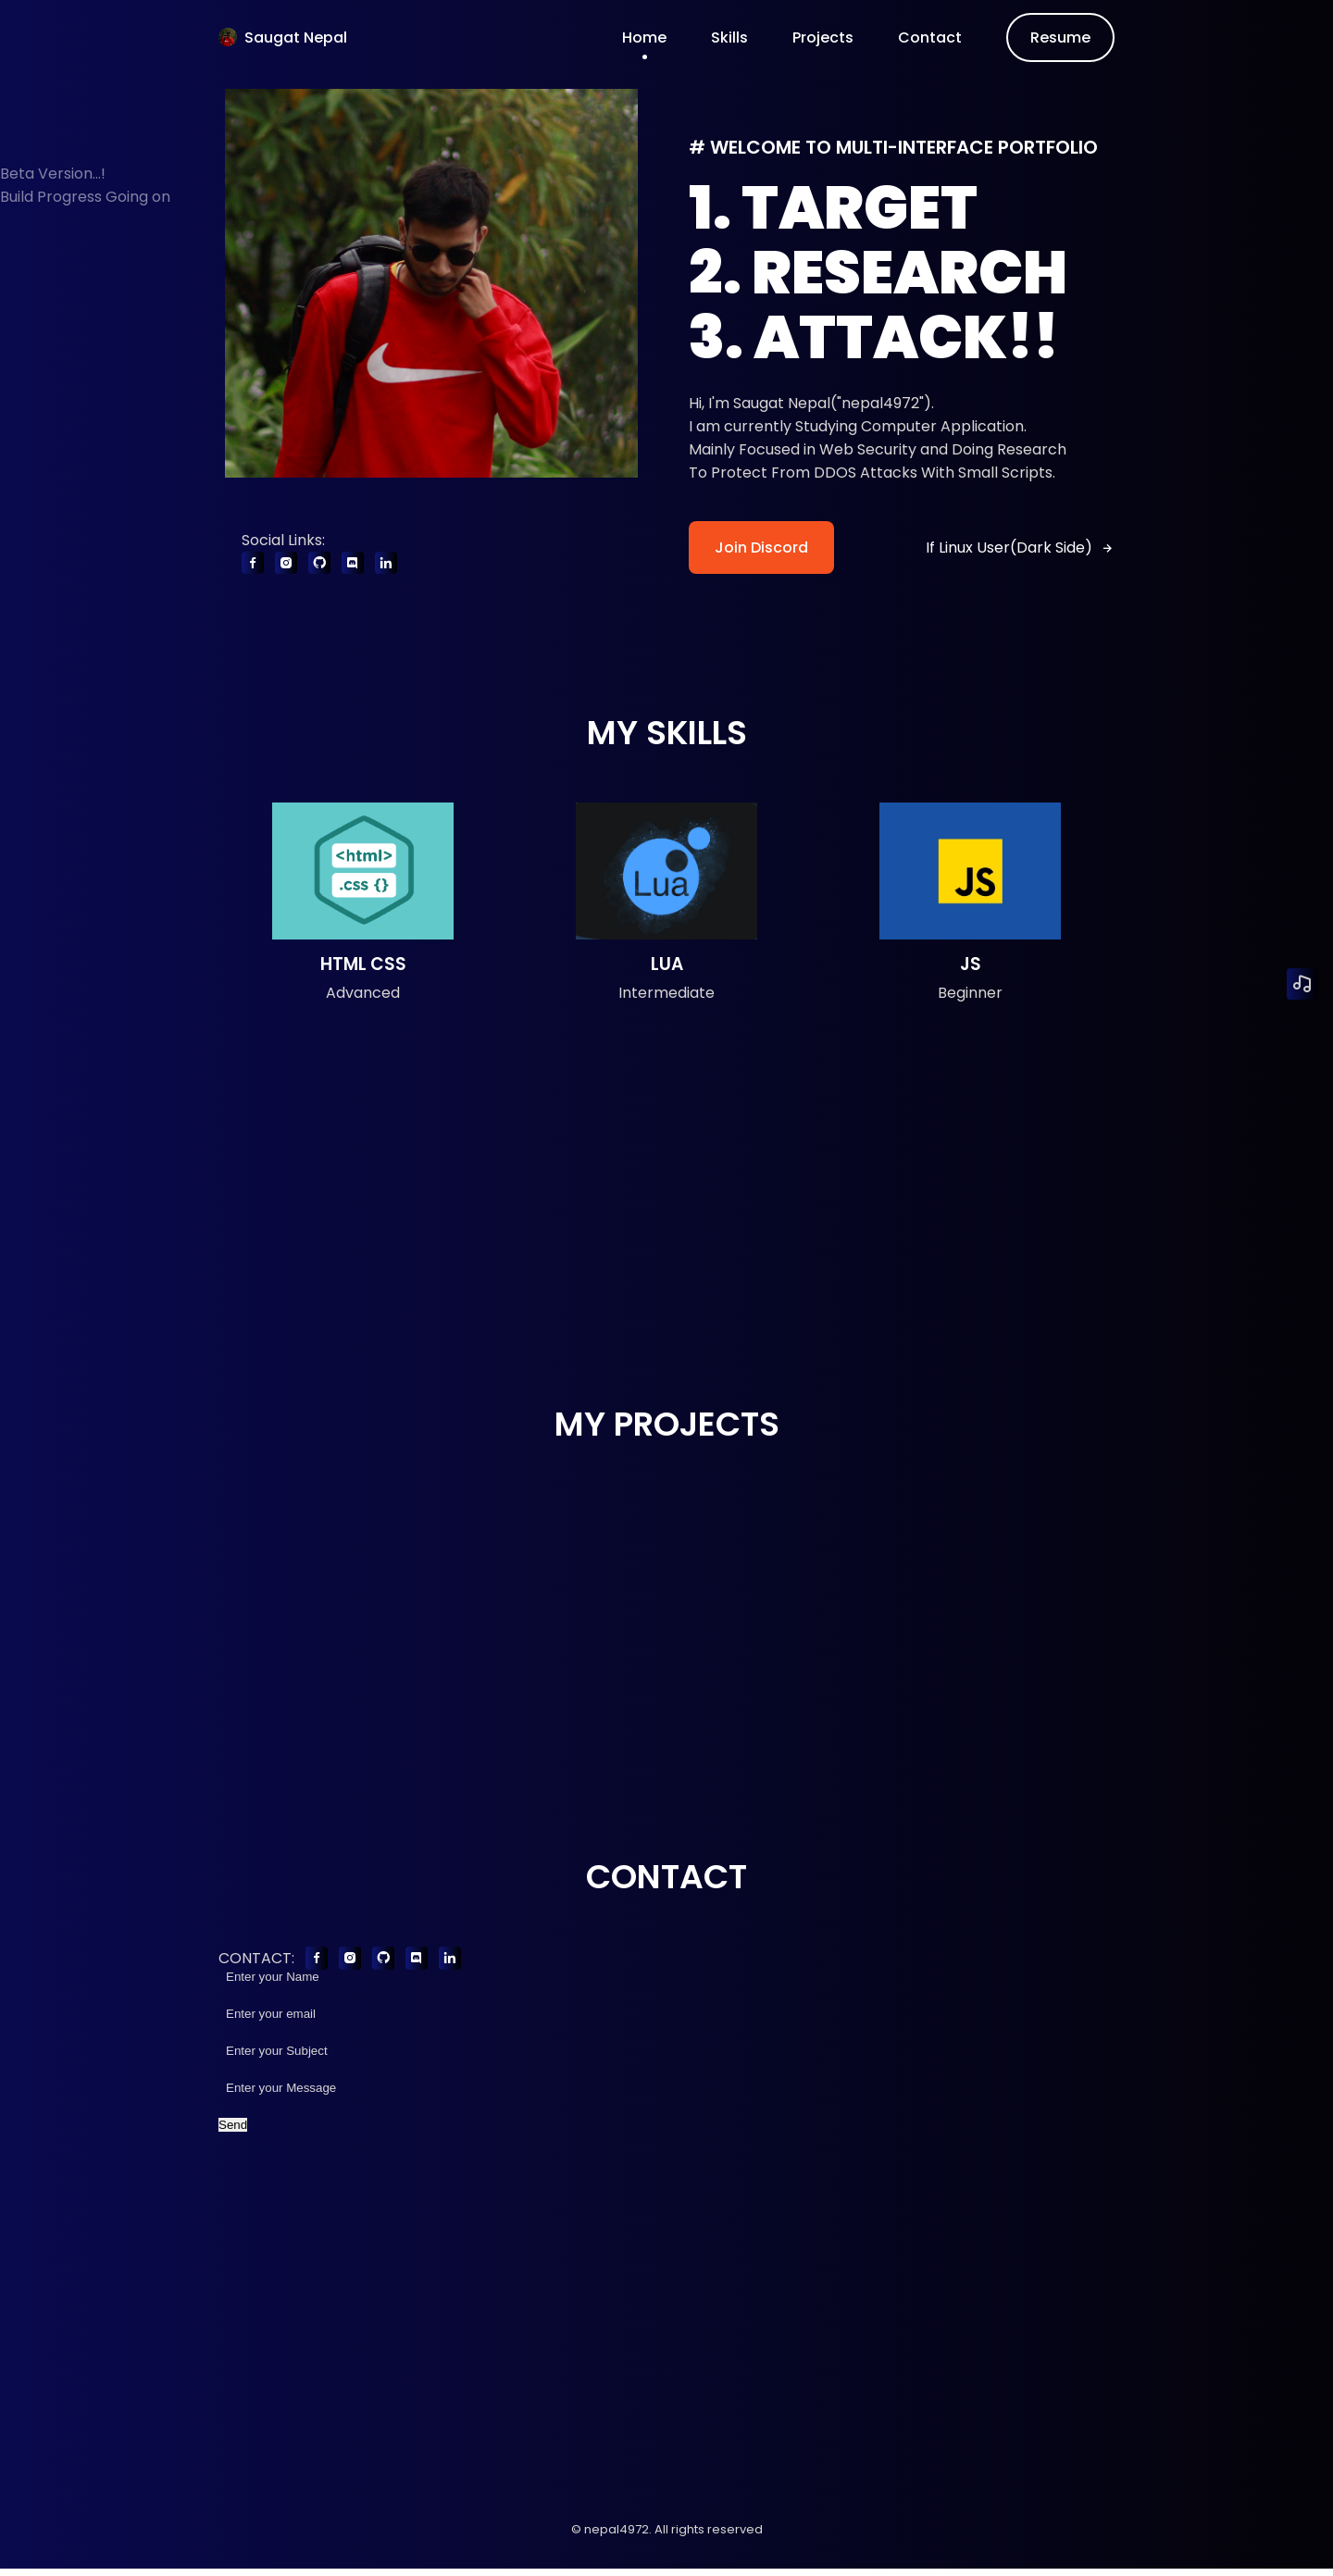 Saugat Nepal
Home
Skills
Projects
Contact
Resume
Beta Version...!
Build Progress Going on
# WELCOME TO MULTI-INTERFACE PORTFOLIO
1. TARGET
2. RESEARCH
3. ATTACK!!
Hi, I'm Saugat Nepal("nepal4972").
I am currently Studying Computer Application.
Mainly Focused in Web Security and Doing Research
To Protect From DDOS Attacks With Small Scripts.
Social Links:
Join Discord
If Linux User(Dark Side)
MY SKILLS
<html>
.css {}
Lua
JS
HTML CSS
LUA
JS
Advanced
Intermediate
Beginner
MY PROJECTS
CONTACT
CONTACT:
Enter your Name
Enter your email
Enter your Subject
Enter your Message
Send
© nepal4972. All rights reserved